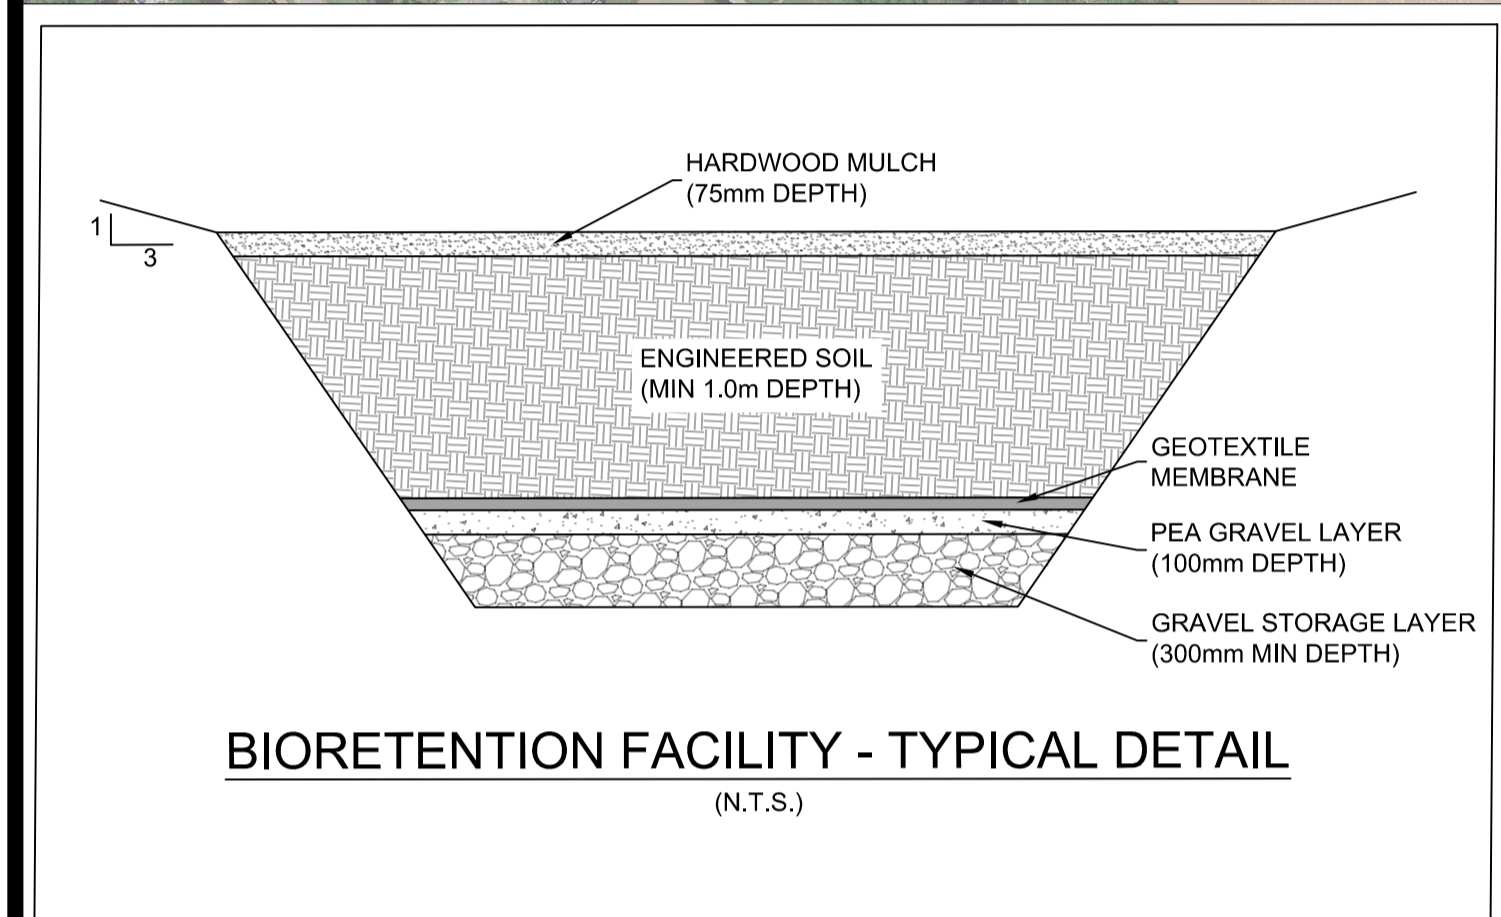 HARDWOOD MULCH
(75mm DEPTH)
1
3
ENGINEERED SOIL
(MIN 1.0m DEPTH)
GEOTEXTILE
MEMBRANE
PEA GRAVEL LAYER
(100mm DEPTH)
GRAVEL STORAGE LAYER
(300mm MIN DEPTH)
BIORETENTION FACILITY - TYPICAL DETAIL
(N.T.S.)